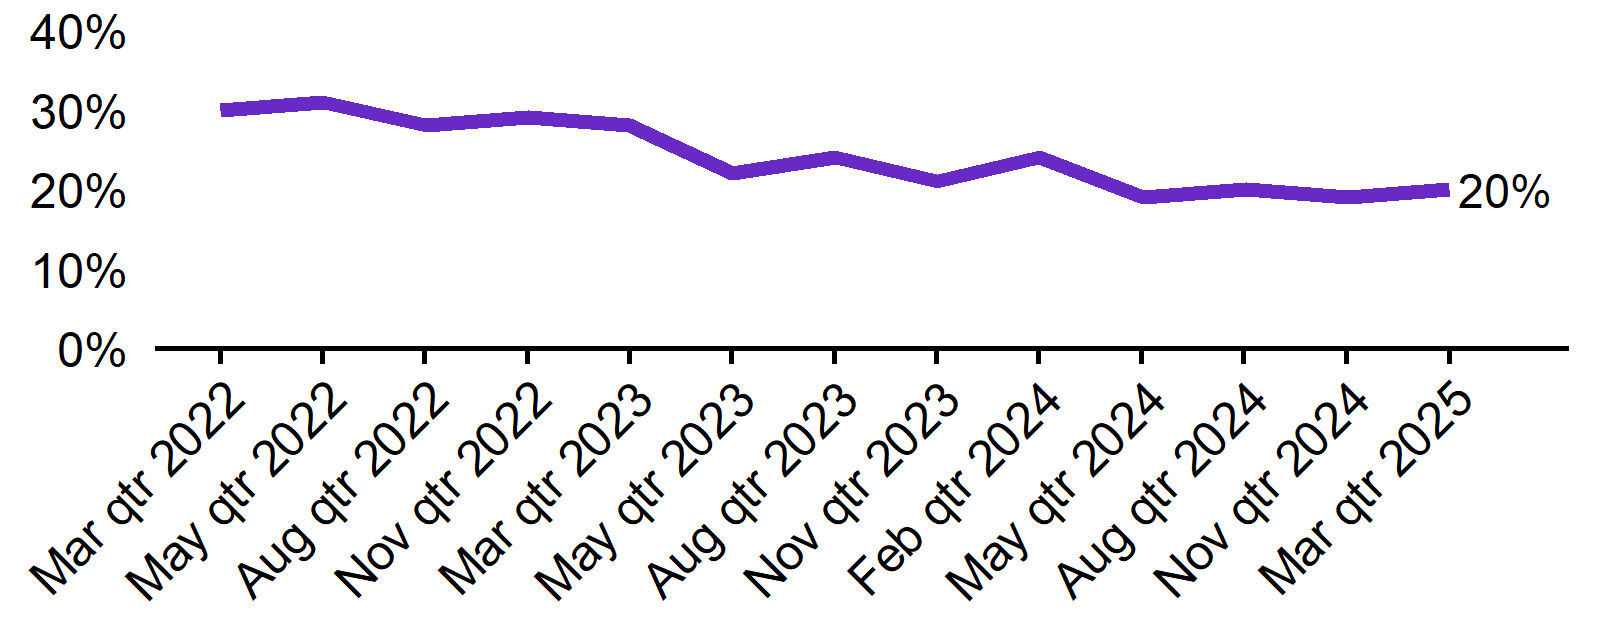 40%
30%
20%
10%
0%
20%
Mar qtr 2022
May qtr 2022
Aug qtr 2022
Nov qtr 2022
Mar qtr 2023
May qtr 2023
Aug qtr 2023
Nov qtr 2023
Feb qtr 2024
May qtr 2024
Aug qtr 2024
Nov qtr 2024
Mar qtr 2025